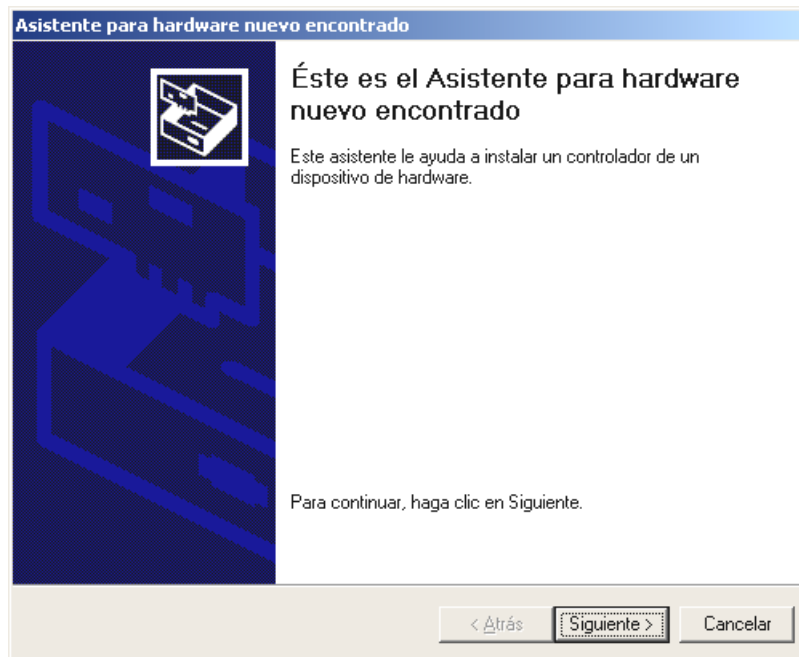 Asistente para hardware nuevo encontrado
Éste es el Asistente para hardware
nuevo encontrado
Este asistente le ayuda a instalar un controlador de un
dispositivo de hardware.
Para continuar, haga clic en Siguiente.
< Atrás
Siguiente >
Cancelar